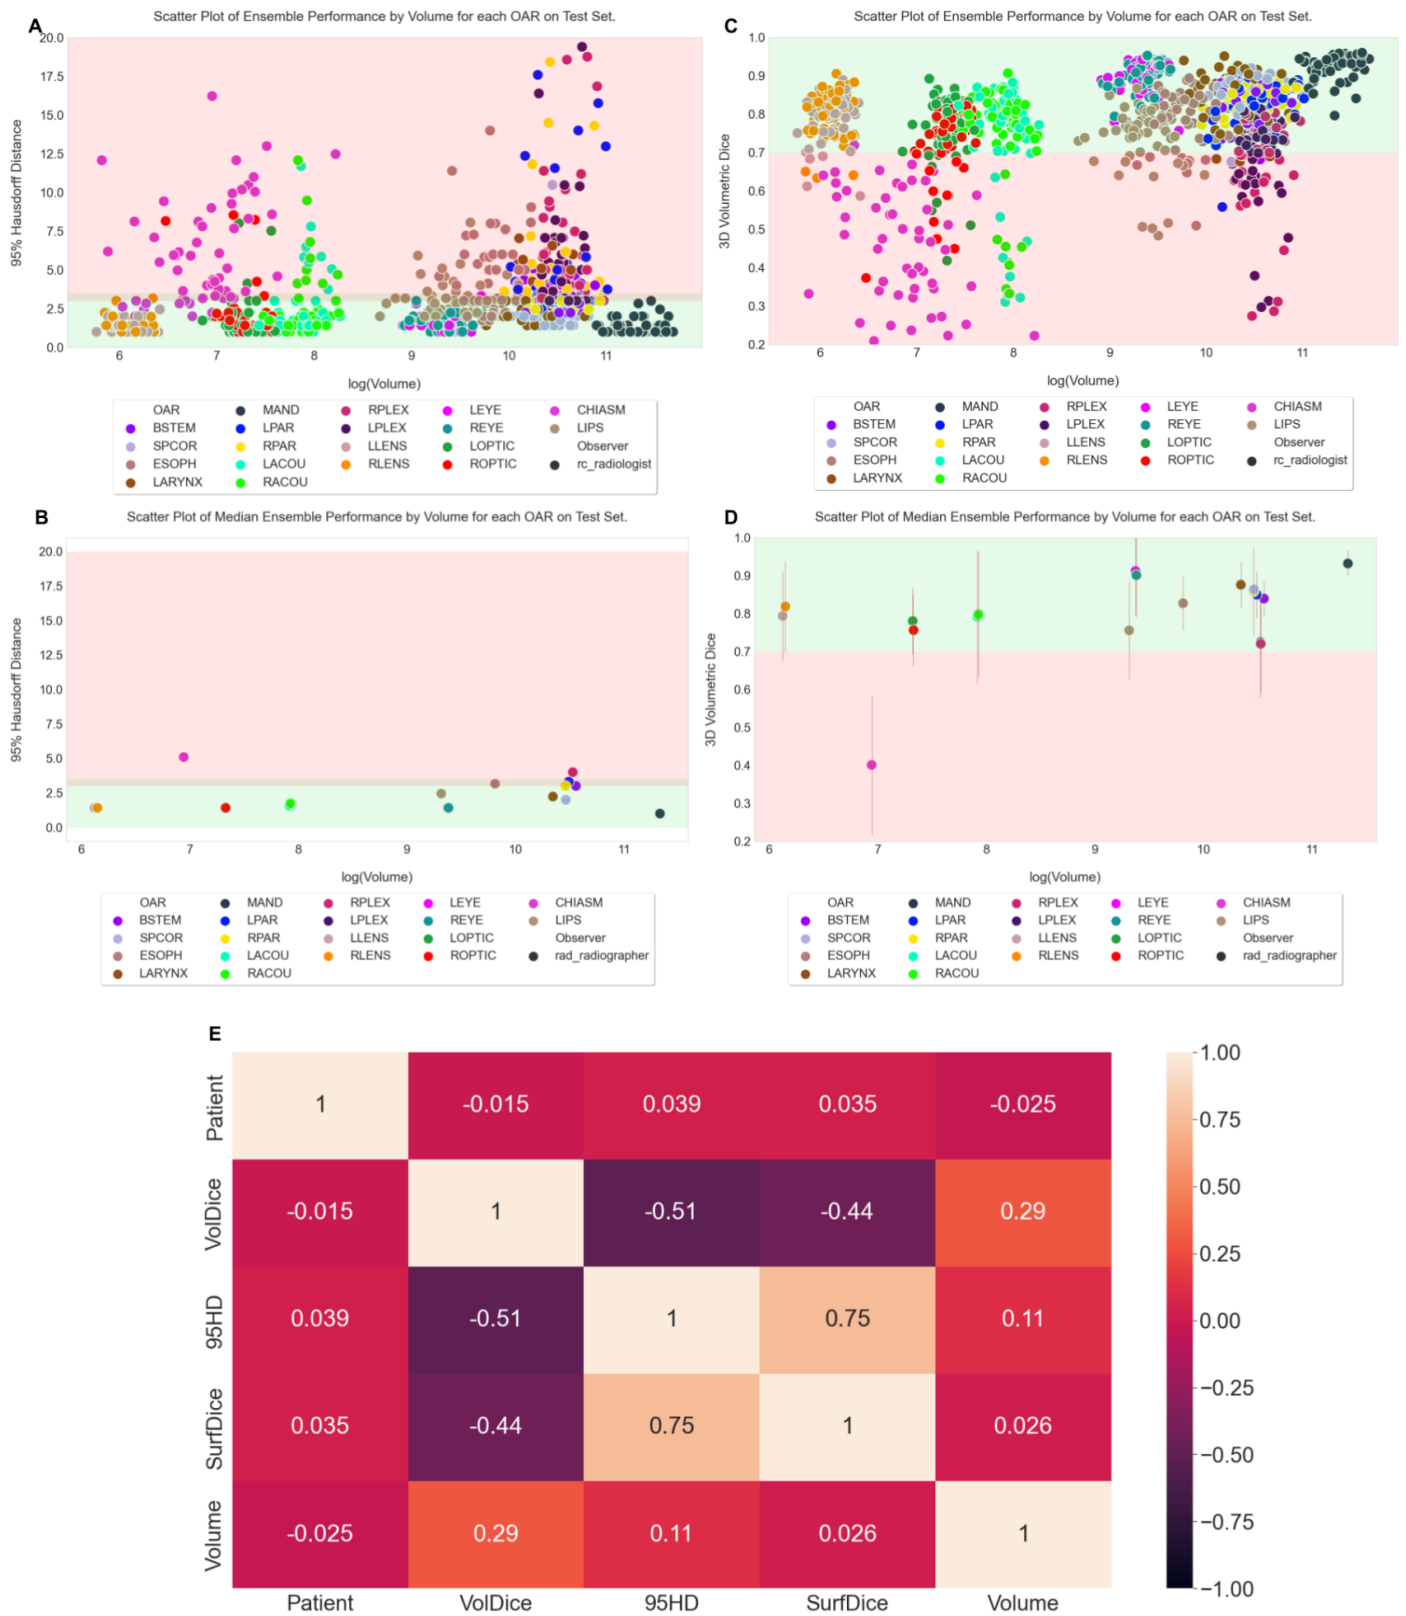 A
Scatter Plot of Ensemble Performance by Volume for each OAR on Test Set.
20.0
17.5
15.0
12.5
10.0
7.5
5.0
2.5
0.0
95% Hausdorff Distance
6 7 8 9 10 11
log(Volume)
OAR MAND RPLEX LEYE CHIASM
BSTEM LPAR LPLEX REYE LIPS
SPCOR RPAR LLENS LOPTIC Observer
ESOPH LACOU RLENS ROPTIC rc_radiologist
LARYNX RACOU
C
Scatter Plot of Ensemble Performance by Volume for each OAR on Test Set.
1.0
0.9
0.8
0.7
0.6
0.5
0.4
0.3
0.2
3D Volumetric Dice
6 7 8 9 10 11
log(Volume)
OAR MAND RPLEX LEYE CHIASM
BSTEM LPAR LPLEX REYE LIPS
SPCOR RPAR LLENS LOPTIC Observer
ESOPH LACOU RLENS ROPTIC rc_radiologist
LARYNX RACOU
B
Scatter Plot of Median Ensemble Performance by Volume for each OAR on Test Set.
20.0
17.5
15.0
12.5
10.0
7.5
5.0
2.5
0.0
95% Hausdorff Distance
6 7 8 9 10 11
log(Volume)
OAR MAND RPLEX LEYE CHIASM
BSTEM LPAR LPLEX REYE LIPS
SPCOR RPAR LLENS LOPTIC Observer
ESOPH LACOU RLENS ROPTIC rad_radiographer
LARYNX RACOU
D
Scatter Plot of Median Ensemble Performance by Volume for each OAR on Test Set.
1.0
0.9
0.8
0.7
0.6
0.5
0.4
0.3
0.2
3D Volumetric Dice
6 7 8 9 10 11
log(Volume)
OAR MAND RPLEX LEYE CHIASM
BSTEM LPAR LPLEX REYE LIPS
SPCOR RPAR LLENS LOPTIC Observer
ESOPH LACOU RLENS ROPTIC rad_radiographer
LARYNX RACOU
E
Patient 1 -0.015 0.039 0.035 -0.025
VolDice -0.015 1 -0.51 -0.44 0.29
95HD 0.039 -0.51 1 0.75 0.11
SurfDice 0.035 -0.44 0.75 1 0.026
Volume -0.025 0.29 0.11 0.026 1
Patient VolDice 95HD SurfDice Volume
1.00
0.75
0.50
0.25
0.00
−0.25
−0.50
−0.75
−1.00